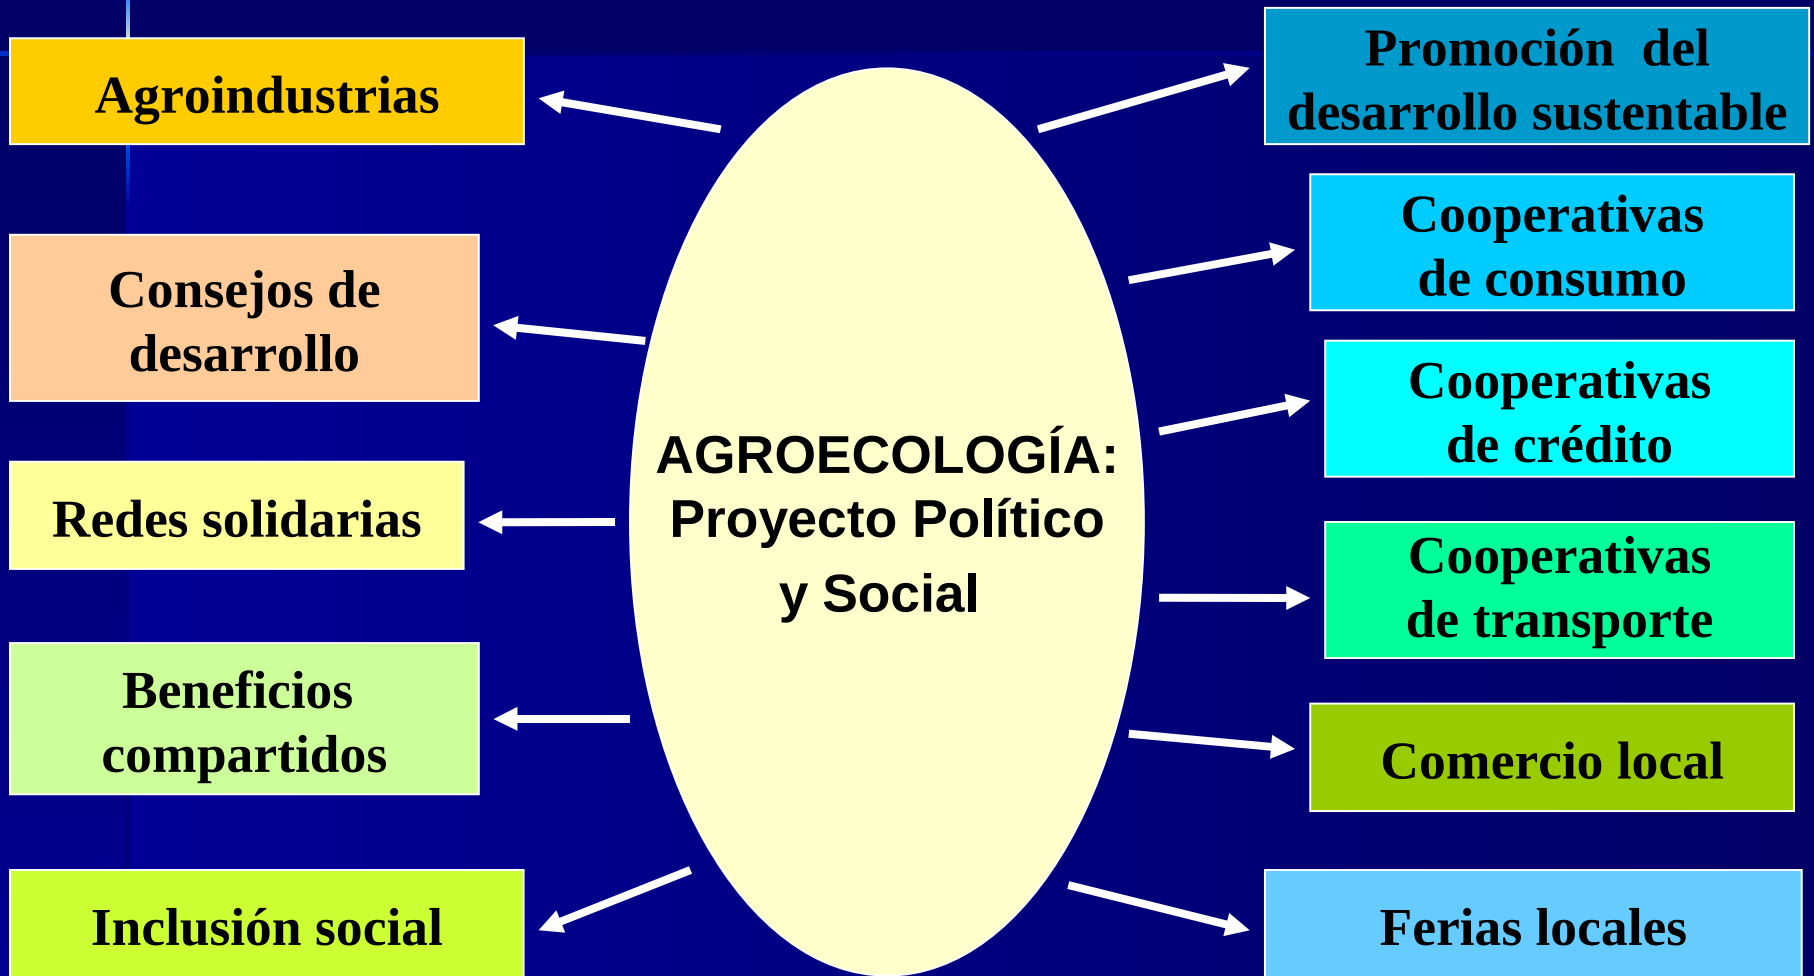 Agroindustrias
Consejos de
desarrollo
Redes solidarias
Beneficios
compartidos
Inclusión social
AGROECOLOGÍA:
Proyecto Político
y Social
Promoción  del
desarrollo sustentable
Cooperativas
de consumo
Cooperativas
de crédito
Cooperativas
de transporte
Comercio local
Ferias locales